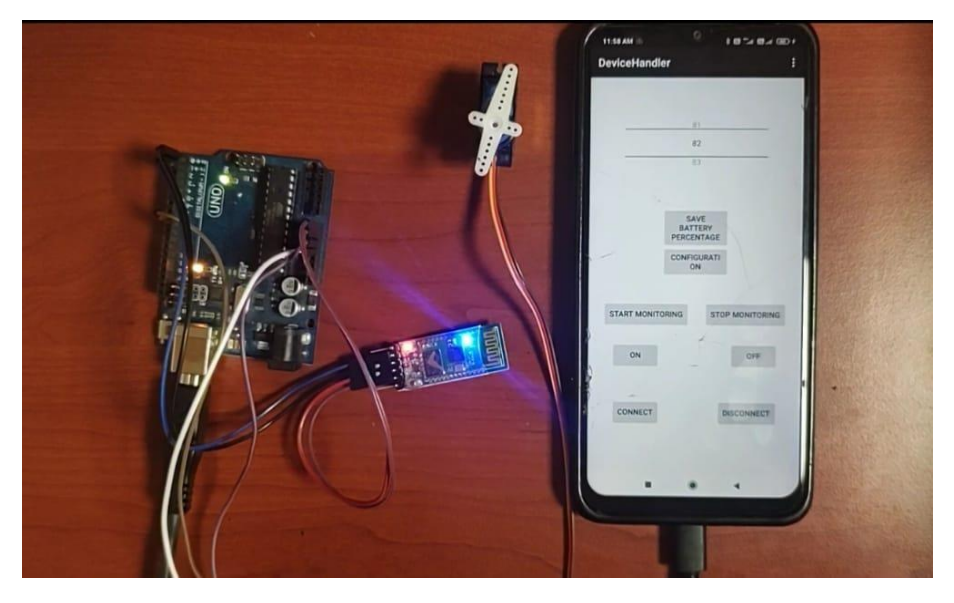 11:58 AM
DeviceHandler
81
82
83
SAVE
BATTERY
PERCENTAGE
CONFIGURATI
ON
START MONITORING
STOP MONITORING
ON
OFF
CONNECT
DISCONNECT
UNO